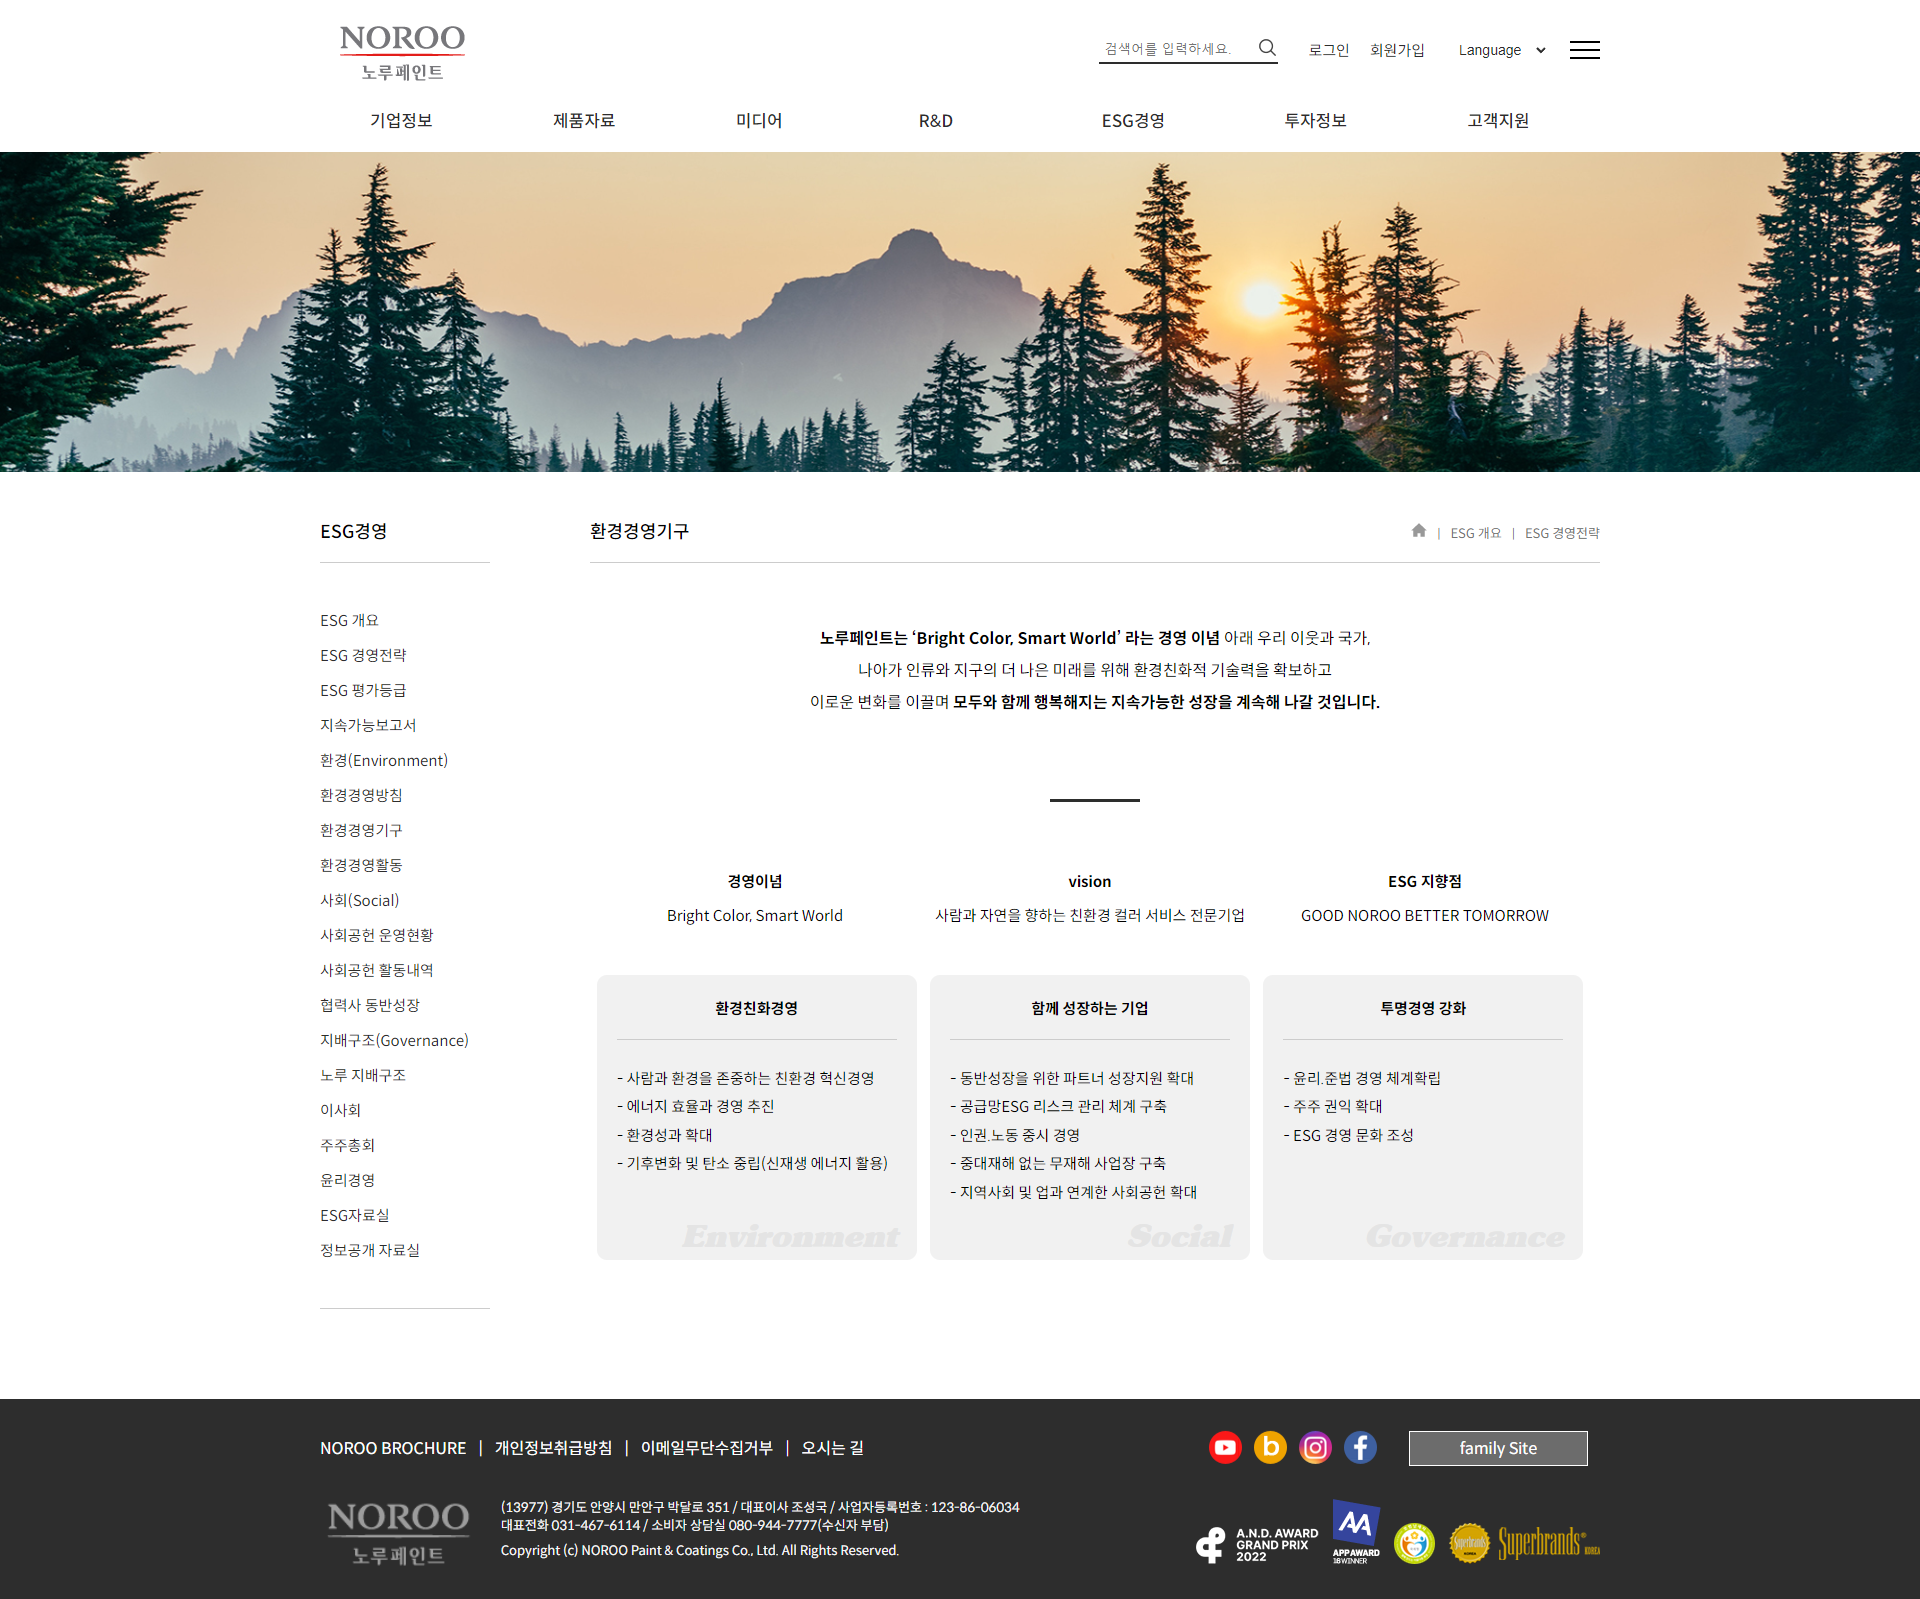 NOROO
노루페인트
검색어를 입력하세요.
로그인
회원가입
Language
기업정보
제품자료
미디어
R&D
ESG경영
투자정보
고객지원
ESG경영
ESG 개요
ESG 경영전략
ESG 평가등급
지속가능보고서
환경(Environment)
환경경영방침
환경경영기구
환경경영활동
사회(Social)
사회공헌 운영현황
사회공헌 활동내역
협력사 동반성장
지배구조(Governance)
노루 지배구조
이사회
주주총회
윤리경영
ESG자료실
정보공개 자료실
환경경영기구
| ESG 개요 | ESG 경영전략
노루페인트는 ‘Bright Color, Smart World’ 라는 경영 이념 아래 우리 이웃과 국가,
나아가 인류와 지구의 더 나은 미래를 위해 환경친화적 기술력을 확보하고
이로운 변화를 이끌며 모두와 함께 행복해지는 지속가능한 성장을 계속해 나갈 것입니다.
경영이념
Bright Color, Smart World
vision
사람과 자연을 향하는 친환경 컬러 서비스 전문기업
ESG 지향점
GOOD NOROO BETTER TOMORROW
환경친화경영
- 사람과 환경을 존중하는 친환경 혁신경영
- 에너지 효율과 경영 추진
- 환경성과 확대
- 기후변화 및 탄소 중립(신재생 에너지 활용)
Environment
함께 성장하는 기업
- 동반성장을 위한 파트너 성장지원 확대
- 공급망ESG 리스크 관리 체계 구축
- 인권.노동 중시 경영
- 중대재해 없는 무재해 사업장 구축
- 지역사회 및 업과 연계한 사회공헌 확대
Social
투명경영 강화
- 윤리.준법 경영 체계확립
- 주주 권익 확대
- ESG 경영 문화 조성
Governance
NOROO BROCHURE | 개인정보취급방침 | 이메일무단수집거부 | 오시는 길
family Site
NOROO
노루페인트
(13977) 경기도 안양시 만안구 박달로 351 / 대표이사 조성국 / 사업자등록번호 : 123-86-06034
대표전화 031-467-6114 / 소비자 상담실 080-944-7777(수신자 부담)
Copyright (c) NOROO Paint & Coatings Co., Ltd. All Rights Reserved.
A.N.D. AWARD
GRAND PRIX
2022
AA
APP AWARD
18 WINNER
Superbrands
Superbrands
KOREA